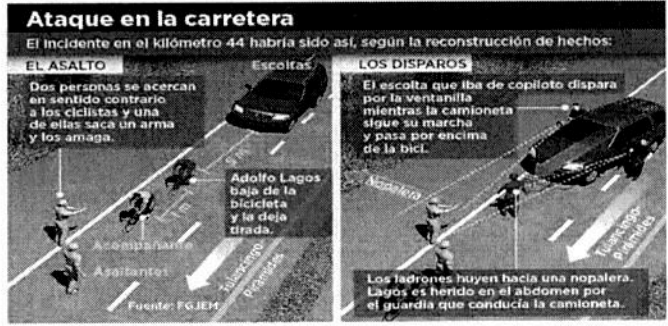 Ataque en la carretera
El incidente en el kilómetro 44 habría sido así, según la reconstrucción de hechos:
EL ASALTO
Escoltas
Dos personas se acercan
en sentido contrario
a los ciclistas y una
de ellas saca un arma
y los amaga.
Adolfo Lagos
baja de la
bicicleta
y la deja
tirada.
1 m
Acompañante
Asaltantes
Tulancingo-
Pirámides
Fuente: FGJEM
LOS DISPAROS
El escolta que iba de copiloto dispara
por la ventanilla
mientras la camioneta
sigue su marcha
y pasa por encima
de la bici.
Nopalera
Tulancingo-
Pirámides
Los ladrones huyen hacia una nopalera.
Lagos es herido en el abdomen por
el guardia que conducía la camioneta.